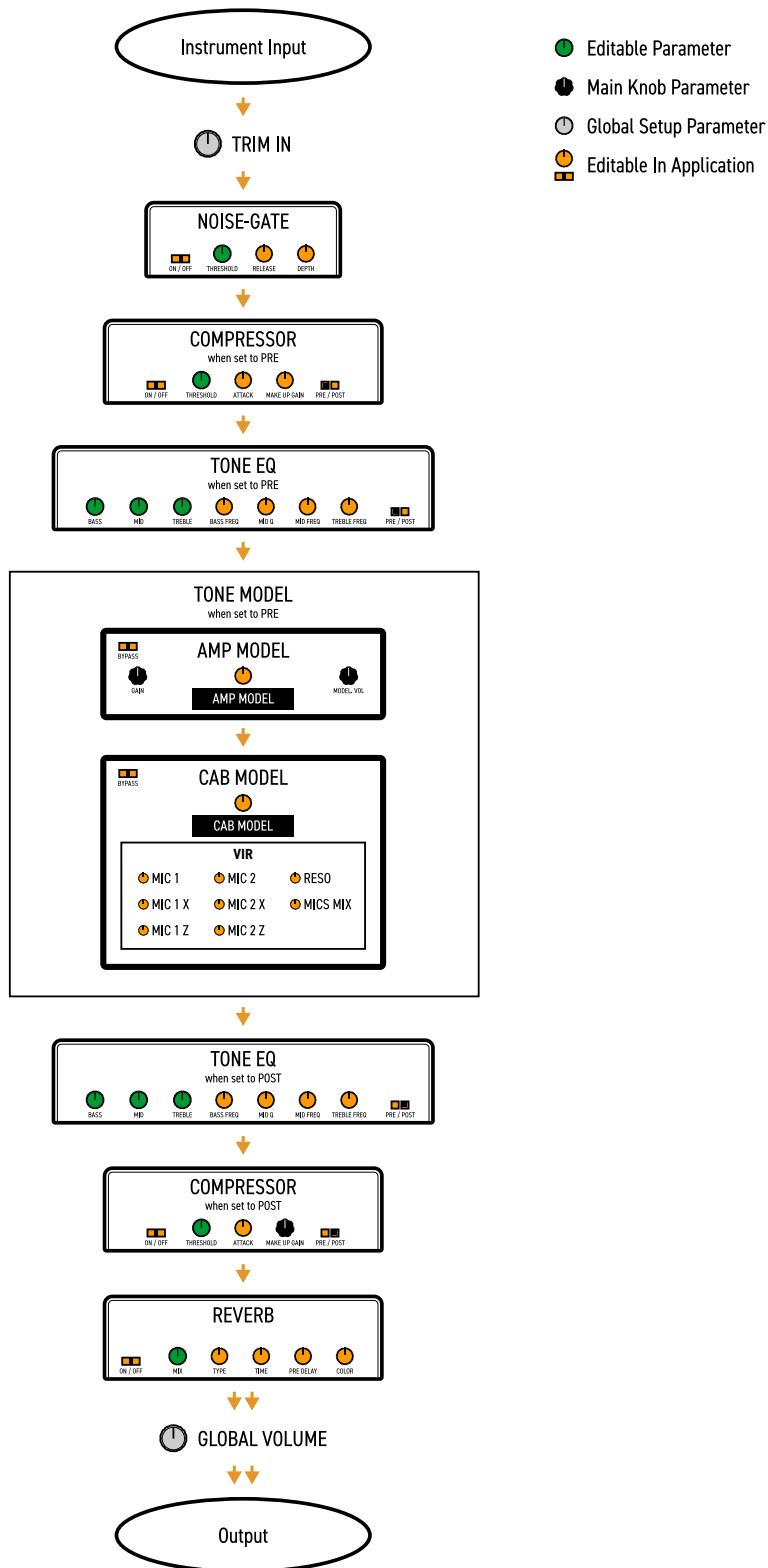 Instrument Input
Editable Parameter
Main Knob Parameter
Global Setup Parameter
Editable In Application
TRIM IN
NOISE-GATE
ON / OFF THRESHOLD RELEASE DEPTH
COMPRESSOR
when set to PRE
ON / OFF THRESHOLD ATTACK MAKE UP GAIN PRE / POST
TONE EQ
when set to PRE
BASS MID TREBLE BASS FREQ MID Q MID FREQ TREBLE FREQ PRE / POST
TONE MODEL
when set to PRE
AMP MODEL
BYPASS
GAIN MODEL. VOL
AMP MODEL
CAB MODEL
BYPASS
CAB MODEL
VIR
MIC 1 MIC 2 RESO
MIC 1 X MIC 2 X MICS MIX
MIC 1 Z MIC 2 Z
TONE EQ
when set to POST
BASS MID TREBLE BASS FREQ MID Q MID FREQ TREBLE FREQ PRE / POST
COMPRESSOR
when set to POST
ON / OFF THRESHOLD ATTACK MAKE UP GAIN PRE / POST
REVERB
ON / OFF MIX TYPE TIME PRE DELAY COLOR
GLOBAL VOLUME
Output